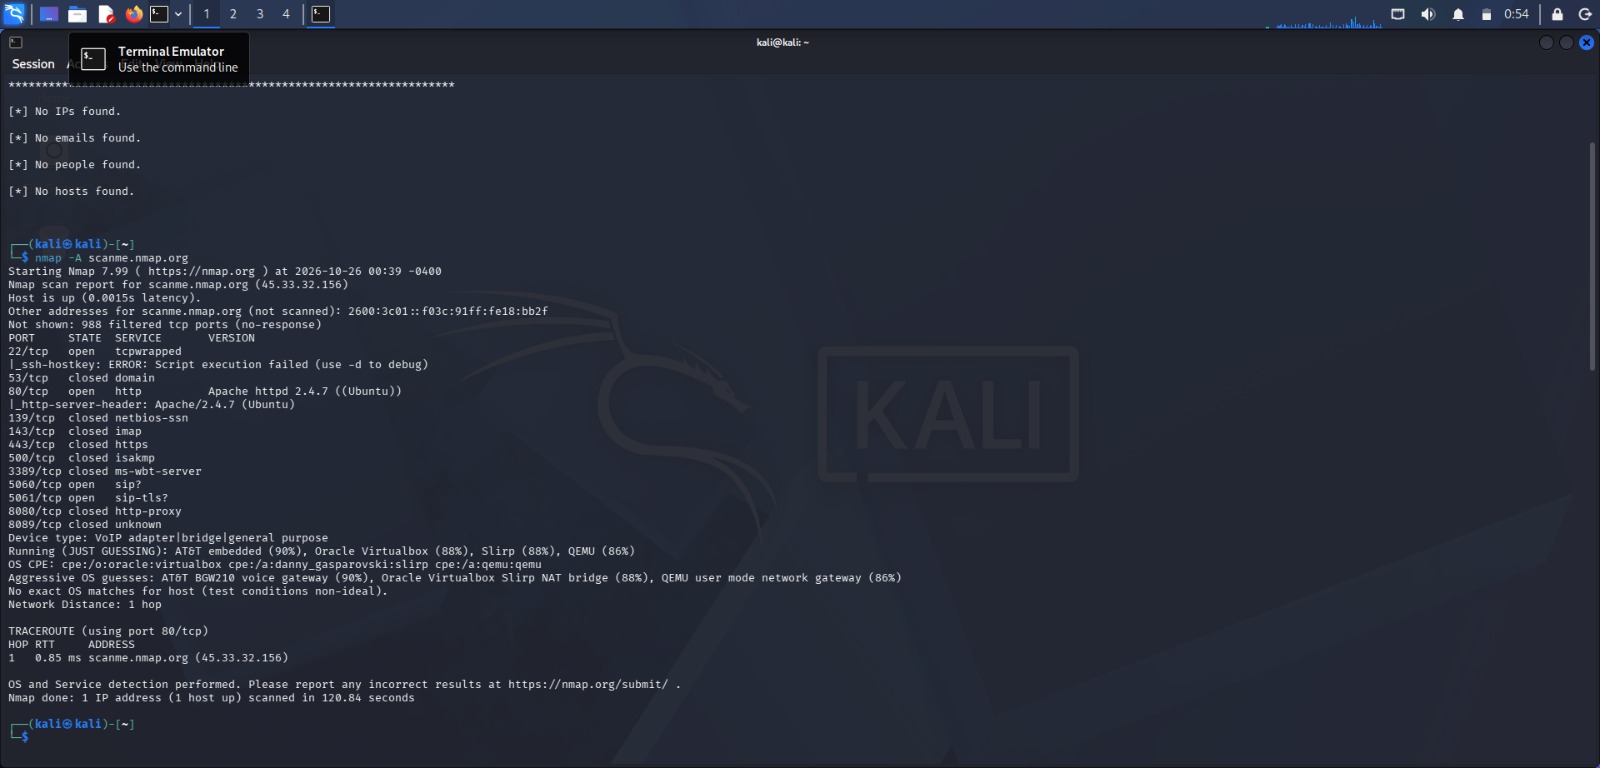 1 2 3 4
0:54
kali@kali: ~
Terminal Emulator
Use the command line
Session
*******************************************************************
[*] No IPs found.
[*] No emails found.
[*] No people found.
[*] No hosts found.
┌──(kali㉿kali)-[~]
└─$ nmap -A scanme.nmap.org
Starting Nmap 7.99 ( https://nmap.org ) at 2026-10-26 00:39 -0400
Nmap scan report for scanme.nmap.org (45.33.32.156)
Host is up (0.0015s latency).
Other addresses for scanme.nmap.org (not scanned): 2600:3c01::f03c:91ff:fe18:bb2f
Not shown: 988 filtered tcp ports (no-response)
PORT     STATE  SERVICE       VERSION
22/tcp   open   tcpwrapped
|_ssh-hostkey: ERROR: Script execution failed (use -d to debug)
53/tcp   closed domain
80/tcp   open   http          Apache httpd 2.4.7 ((Ubuntu))
|_http-server-header: Apache/2.4.7 (Ubuntu)
139/tcp  closed netbios-ssn
143/tcp  closed imap
443/tcp  closed https
500/tcp  closed isakmp
3389/tcp closed ms-wbt-server
5060/tcp open   sip?
5061/tcp open   sip-tls?
8080/tcp closed http-proxy
8089/tcp closed unknown
Device type: VoIP adapter|bridge|general purpose
Running (JUST GUESSING): AT&T embedded (90%), Oracle Virtualbox (88%), Slirp (88%), QEMU (86%)
OS CPE: cpe:/o:oracle:virtualbox cpe:/a:danny_gasparovski:slirp cpe:/a:qemu:qemu
Aggressive OS guesses: AT&T BGW210 voice gateway (90%), Oracle Virtualbox Slirp NAT bridge (88%), QEMU user mode network gateway (86%)
No exact OS matches for host (test conditions non-ideal).
Network Distance: 1 hop
TRACEROUTE (using port 80/tcp)
HOP RTT     ADDRESS
1   0.85 ms scanme.nmap.org (45.33.32.156)
OS and Service detection performed. Please report any incorrect results at https://nmap.org/submit/ .
Nmap done: 1 IP address (1 host up) scanned in 120.84 seconds
┌──(kali㉿kali)-[~]
└─$
KALI